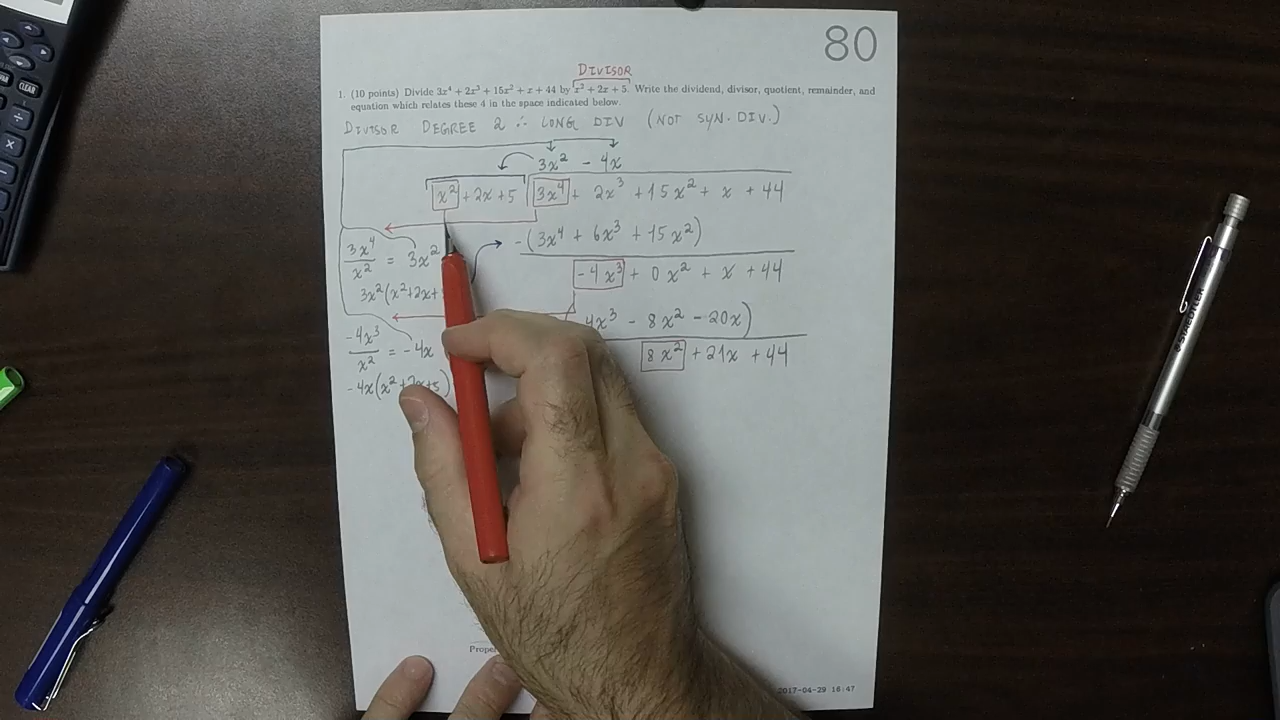 80
DIVISOR
1. (10 points) Divide 3x⁴ + 2x³ + 15x² + x + 44 by x² + 2x + 5. Write the dividend, divisor, quotient, remainder, and
equation which relates these 4 in the space indicated below.
DIVISOR DEGREE 2 ∴ LONG DIV (NOT SYN. DIV.)
3x² - 4x
x² + 2x + 5 3x⁴ + 2x³ + 15x² + x + 44
-(3x⁴ + 6x³ + 15x²)
3x⁴/x² = 3x²
-4x³ + 0x² + x + 44
3x²(x²+2x+
4x³ - 8x² - 20x)
-4x³/x² = -4x
8x² + 21x + 44
-4x(x²+2x+5)
Proper
2017-04-29 16:47
CLEAR
STAEDTLER